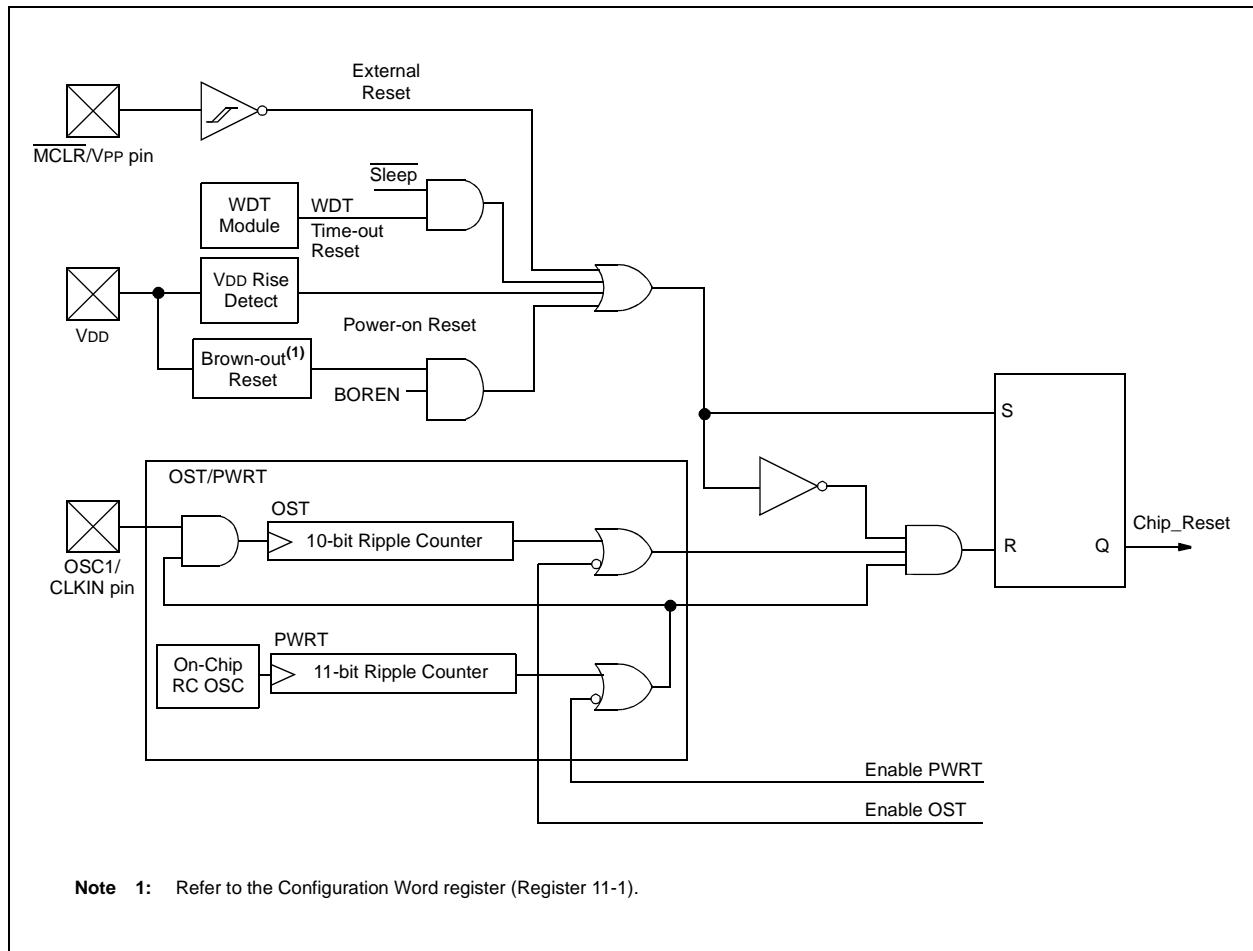 External
Reset
MCLR/VPP pin
Sleep
WDT
Module
WDT
Time-out
Reset
VDD
VDD Rise
Detect
Power-on Reset
Brown-out(1)
Reset
BOREN
S
OST/PWRT
OST
10-bit Ripple Counter
OSC1/
CLKIN pin
Chip_Reset
R
Q
PWRT
On-Chip
RC OSC
11-bit Ripple Counter
Enable PWRT
Enable OST
Note 1: Refer to the Configuration Word register (Register 11-1).